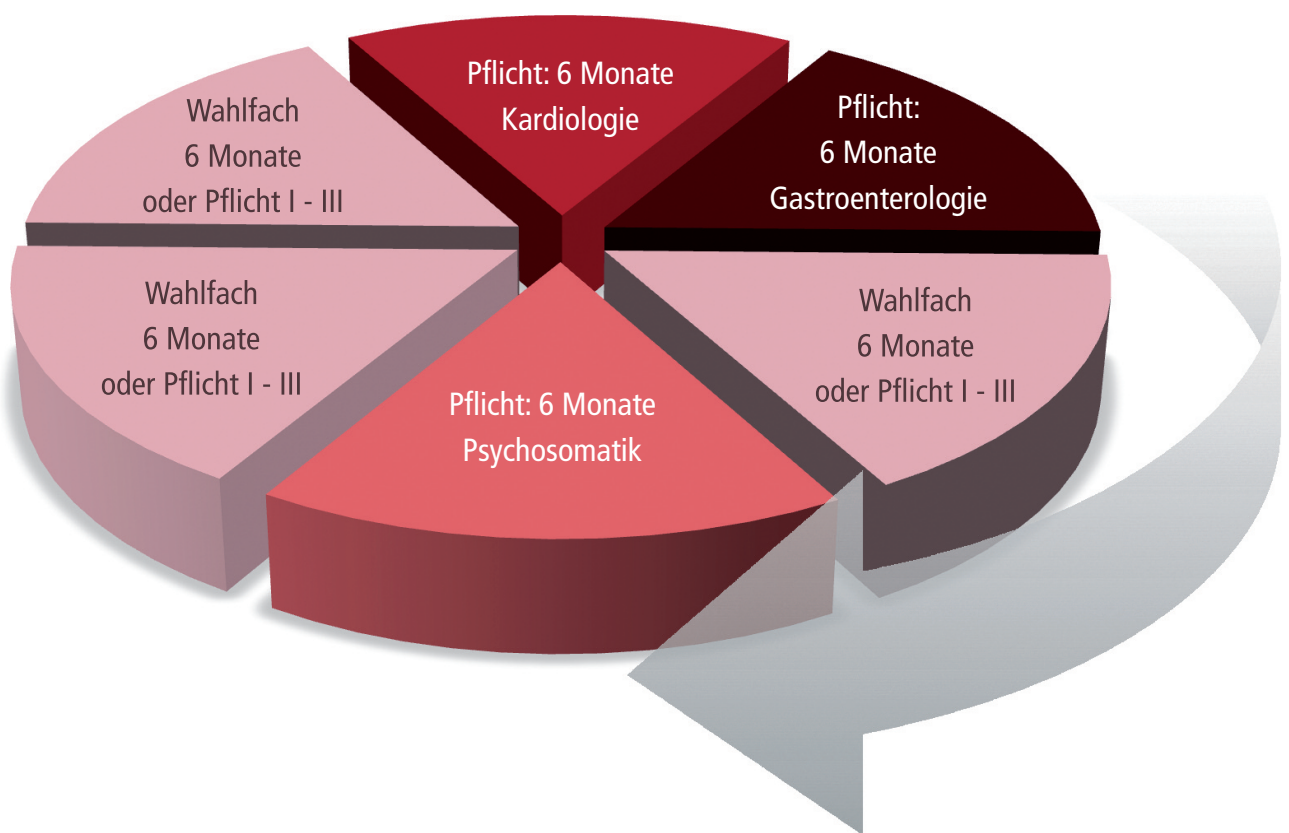 Pflicht: 6 Monate
Kardiologie
Pflicht:
6 Monate
Gastroenterologie
Wahlfach
6 Monate
oder Pflicht I - III
Pflicht: 6 Monate
Psychosomatik
Wahlfach
6 Monate
oder Pflicht I - III
Wahlfach
6 Monate
oder Pflicht I - III